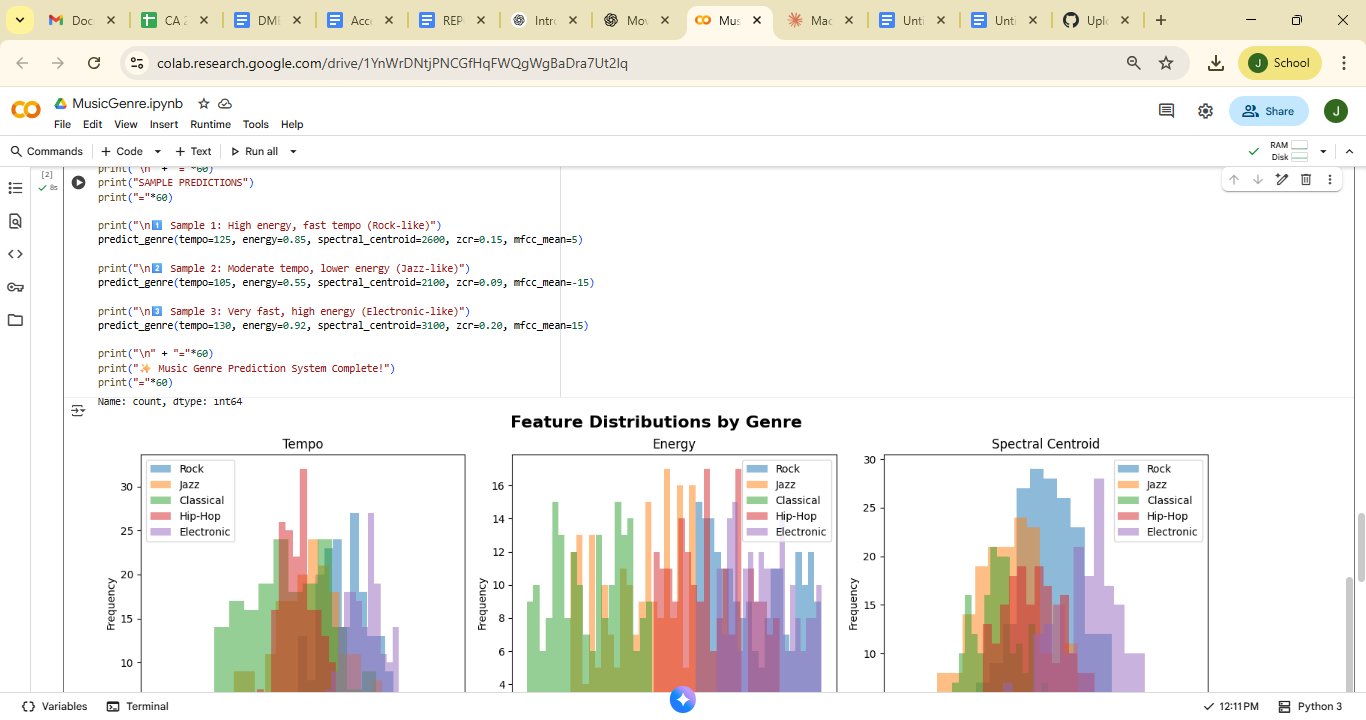 Doc
CA 2
DMI
Acce
REP
Intro
Mov
Mus
Mac
Unti
Unti
Uplo
colab.research.google.com/drive/1YnWrDNtjPNCGfHqFWQgWgBaDra7Ut2Iq
J
School
MusicGenre.ipynb
File Edit View Insert Runtime Tools Help
Share
J
Commands
+ Code
+ Text
Run all
RAM
Disk
[2]
8s
print("\n" + "="*60)
print("SAMPLE PREDICTIONS")
print("="*60)
print("\n1️⃣ Sample 1: High energy, fast tempo (Rock-like)")
predict_genre(tempo=125, energy=0.85, spectral_centroid=2600, zcr=0.15, mfcc_mean=5)
print("\n2️⃣ Sample 2: Moderate tempo, lower energy (Jazz-like)")
predict_genre(tempo=105, energy=0.55, spectral_centroid=2100, zcr=0.09, mfcc_mean=-15)
print("\n3️⃣ Sample 3: Very fast, high energy (Electronic-like)")
predict_genre(tempo=130, energy=0.92, spectral_centroid=3100, zcr=0.20, mfcc_mean=15)
print("\n" + "="*60)
print("✨ Music Genre Prediction System Complete!")
print("="*60)
Name: count, dtype: int64
Feature Distributions by Genre
Tempo
Rock
Jazz
Classical
Hip-Hop
Electronic
30
25
20
15
10
Frequency
Energy
Rock
Jazz
Classical
Hip-Hop
Electronic
16
14
12
10
8
6
4
Frequency
Spectral Centroid
Rock
Jazz
Classical
Hip-Hop
Electronic
30
25
20
15
10
Frequency
Variables
Terminal
12:11 PM
Python 3